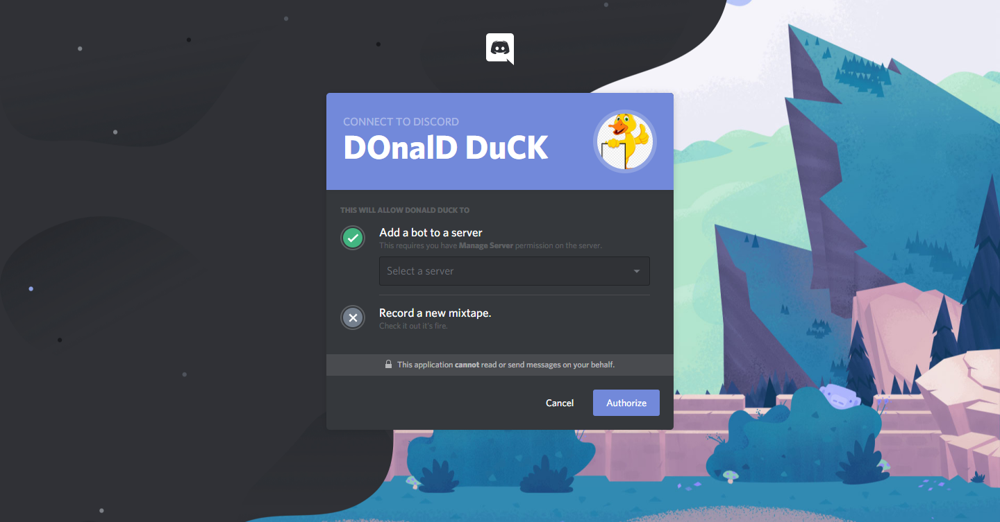 CONNECT TO DISCORD
DOnalD DuCK
THIS WILL ALLOW DONALD DUCK TO
Add a bot to a server
This requires you have Manage Server permission on the server.
Select a server
Record a new mixtape.
Check it out it's fire.
This application cannot read or send messages on your behalf.
Cancel
Authorize